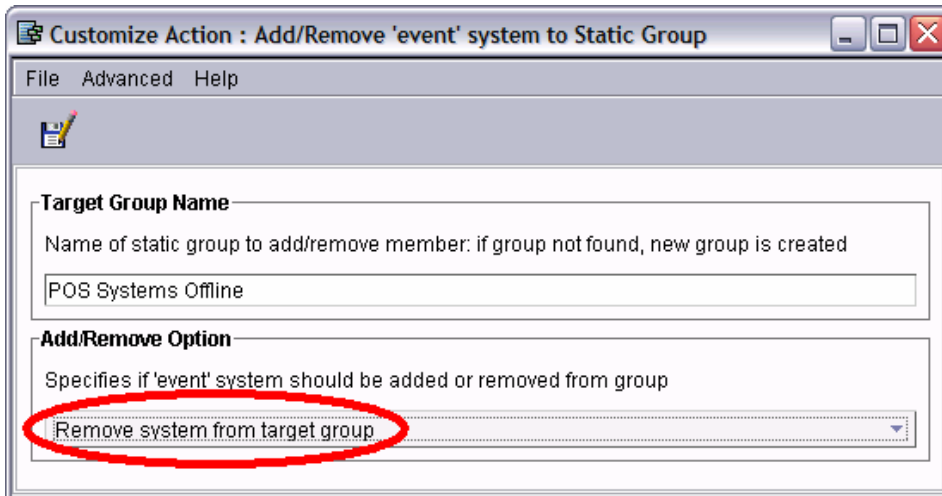 Customize Action : Add/Remove 'event' system to Static Group
File Advanced Help
Target Group Name
Name of static group to add/remove member: if group not found, new group is created
POS Systems Offline
Add/Remove Option
Specifies if 'event' system should be added or removed from group
Remove system from target group